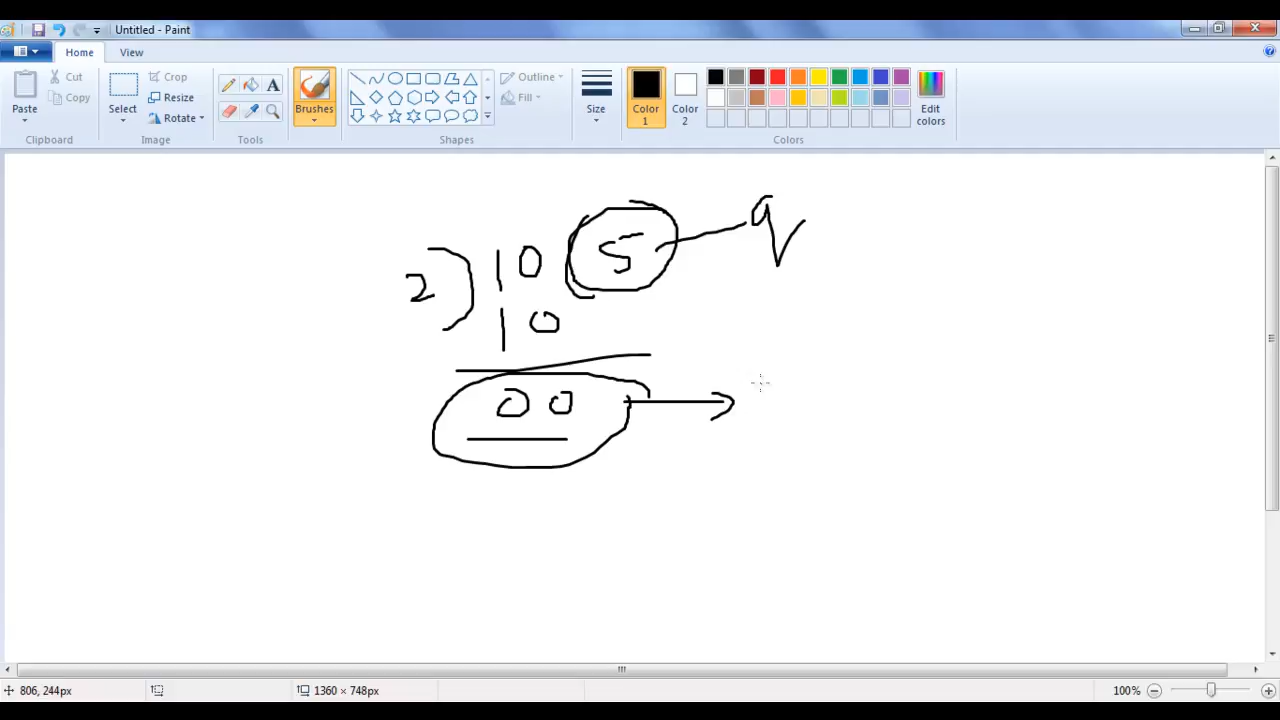 Untitled - Paint
Home View
Paste
Cut
Copy
Clipboard
Select
Crop
Resize
Rotate
Image
A
Tools
Brushes
Shapes
Outline
Fill
Size
Color 1
Color 2
Edit colors
Colors
2) 10 5 q
10
00
806, 244px
1360 × 748px
100%